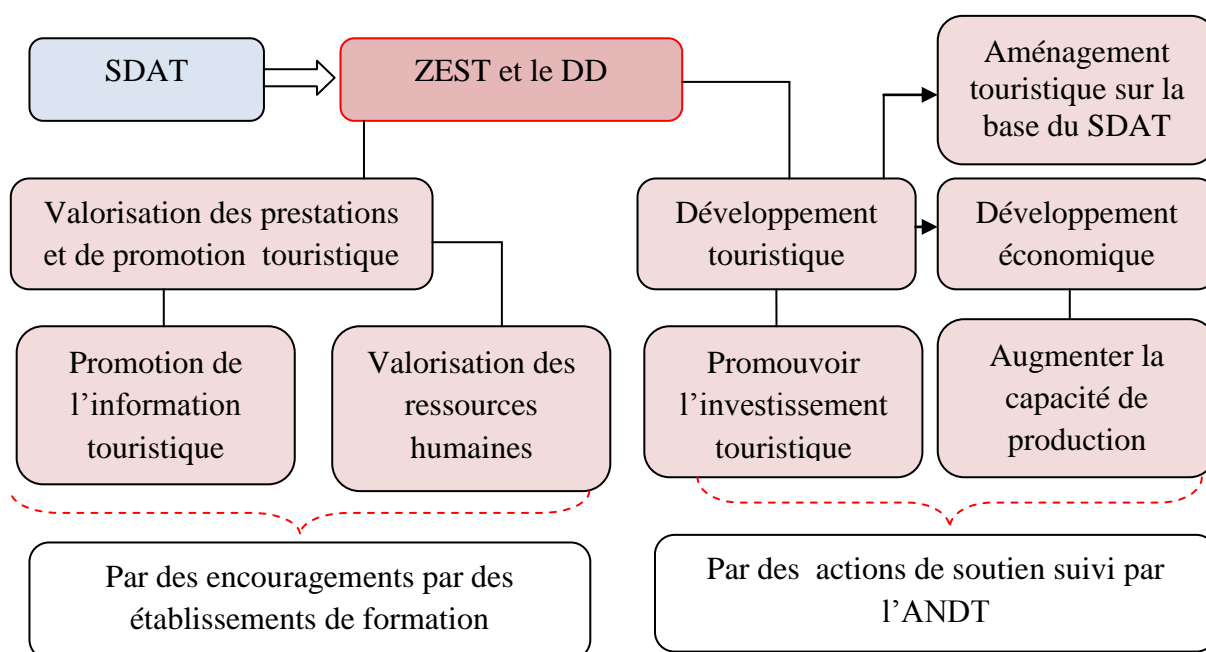 SDAT
ZEST et le DD
Aménagement
touristique sur la
base du SDAT
Valorisation des prestations
et de promotion  touristique
Développement
touristique
Développement
économique
Promotion de
l’information
touristique
Valorisation des
ressources
humaines
Promouvoir
l’investissement
touristique
Augmenter la
capacité de
production
Par des encouragements par des
établissements de formation
Par des  actions de soutien suivi par
l’ANDT